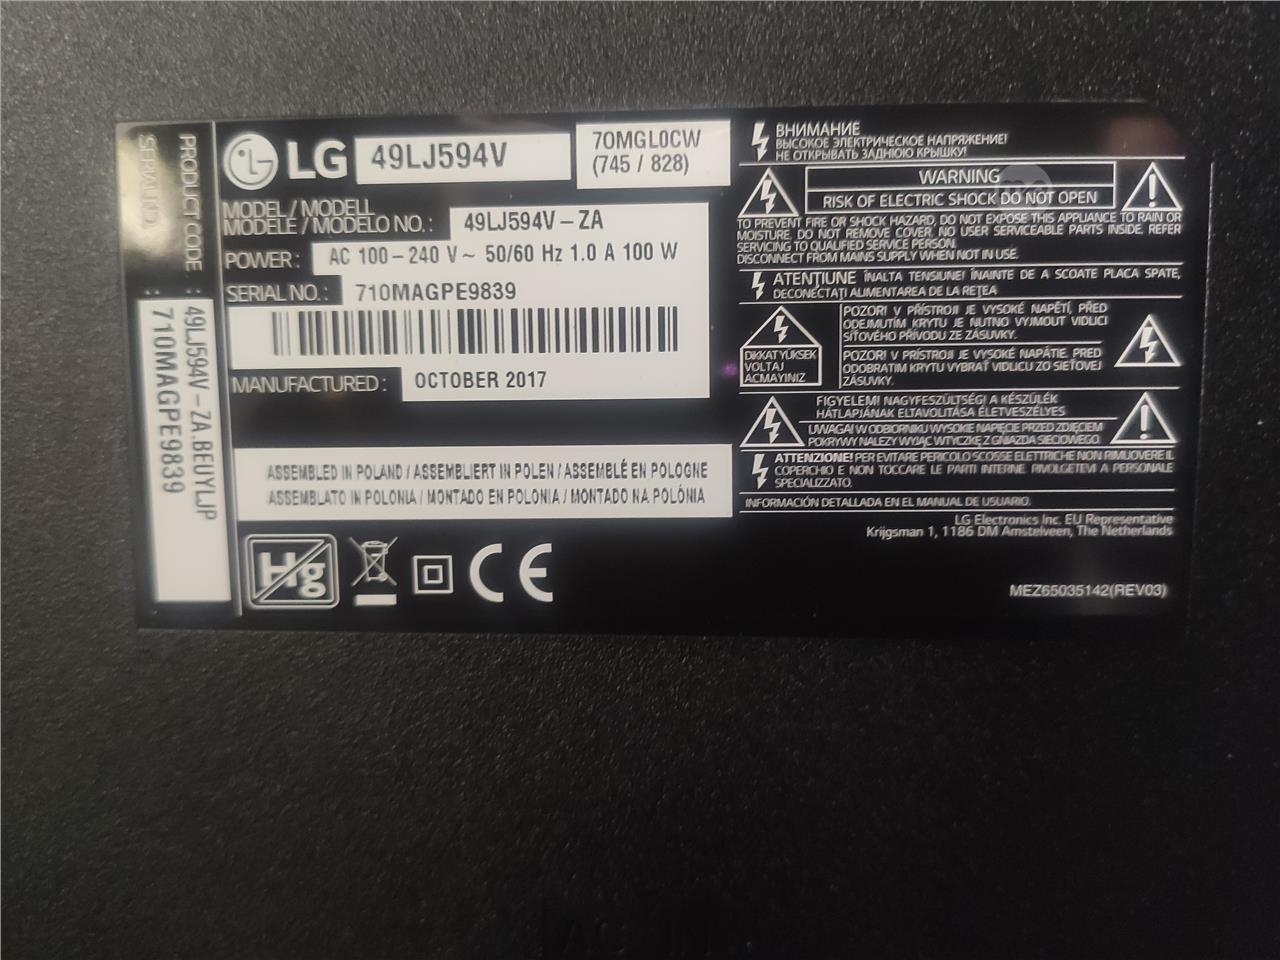 PRODUCT CODE : 49LJ594V-ZA.BEUYLJP
SERIAL NO. : 710MAGPE9839
LG 49LJ594V
70MGL0CW
(745 / 828)
MODEL / MODELL
MODELE / MODELO NO. : 49LJ594V-ZA
POWER : AC 100-240 V~ 50/60 Hz 1.0 A 100 W
SERIAL NO. : 710MAGPE9839
MANUFACTURED : OCTOBER 2017
ASSEMBLED IN POLAND / ASSEMBLIERT IN POLEN / ASSEMBLÉ EN POLOGNE
ASSEMBLATO IN POLONIA / MONTADO EN POLONIA / MONTADO NA POLÓNIA
Hg
CE
ВНИМАНИЕ
ВЫСОКОЕ ЭЛЕКТРИЧЕСКОЕ НАПРЯЖЕНИЕ!
НЕ ОТКРЫВАТЬ ЗАДНЮЮ КРЫШКУ!
WARNING
RISK OF ELECTRIC SHOCK DO NOT OPEN
TO PREVENT FIRE OR SHOCK HAZARD, DO NOT EXPOSE THIS APPLIANCE TO RAIN OR
MOISTURE. DO NOT REMOVE COVER. NO USER SERVICEABLE PARTS INSIDE. REFER
SERVICING TO QUALIFIED SERVICE PERSON.
DISCONNECT FROM MAINS SUPPLY WHEN NOT IN USE.
ATENŢIUNE ÎNALTA TENSIUNE! ÎNAINTE DE A SCOATE PLACA SPATE,
DECONECTAŢI ALIMENTAREA DE LA REŢEA
DIKKAT YÜKSEK
VOLTAJ
AÇMAYINIZ
POZOR! V PŘÍSTROJI JE VYSOKÉ NAPĚTÍ, PŘED
ODEJMUTÍM KRYTU JE NUTNO VYJMOUT VIDLICI
SÍŤOVÉHO PŘÍVODU ZE ZÁSUVKY.
POZOR! V PRÍSTROJI JE VYSOKÉ NAPÄTIE. PRED
ODOBRATIM KRYTU VYBRAŤ VIDLICU ZO SIEŤOVEJ
ZÁSUVKY.
FIGYELEM! NAGYFESZÜLTSÉG! A KÉSZÜLÉK
HÁTLAPJÁNAK ELTAVOLITÁSA ÉLETVESZÉLYES
UWAGA! W ODBIORNIKU WYSOKIE NAPIĘCIE PRZED ZDJĘCIEM
POKRYWY NALEŻY WYJĄĆ WTYCZKĘ Z GNIAZDA SIECIOWEGO
ATTENZIONE! PER EVITARE PERICOLO SCOSSE ELETTRICHE NON RIMUOVERE IL
COPERCHIO E NON TOCCARE LE PARTI INTERNE. RIVOLGETEVI A PERSONALE
SPECIALIZZATO.
INFORMACIÓN DETALLADA EN EL MANUAL DE USUARIO.
LG Electronics Inc. EU Representative
Krijgsman 1, 1186 DM Amstelveen, The Netherlands
MEZ65035142(REV03)
AC IN